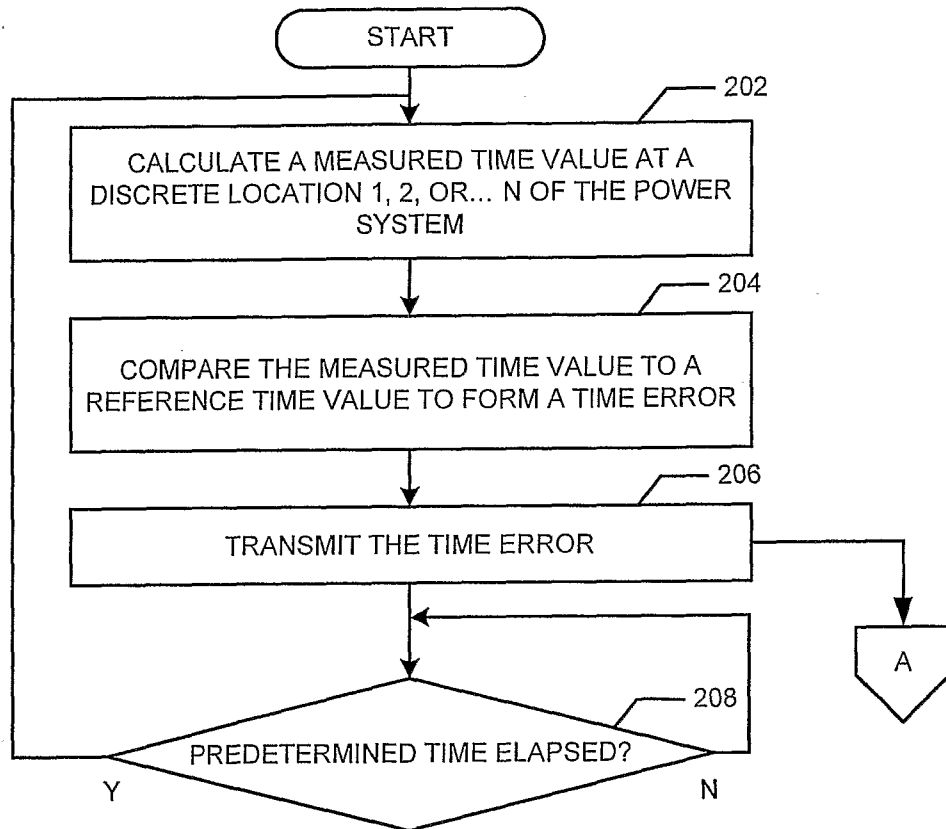 START
202
CALCULATE A MEASURED TIME VALUE AT A
DISCRETE LOCATION 1, 2, OR... N OF THE POWER
SYSTEM
204
COMPARE THE MEASURED TIME VALUE TO A
REFERENCE TIME VALUE TO FORM A TIME ERROR
206
TRANSMIT THE TIME ERROR
A
208
PREDETERMINED TIME ELAPSED?
Y
N